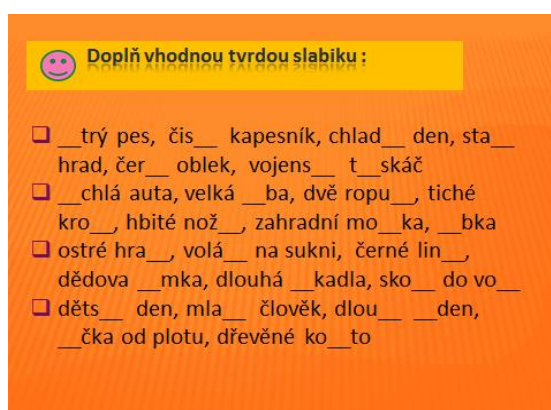 Doplň vhodnou tvrdou slabiku :
__trý pes, čis__ kapesník, chlad__ den, sta__
hrad, čer__ oblek, vojens__ t__skáč
__chlá auta, velká __ba, dvě ropu__, tiché
kro__, hbité nož__, zahradní mo__ka, __bka
ostré hra__, volá__ na sukni, černé lin__,
dědova __mka, dlouhá __kadla, sko__ do vo__
děts__ den, mla__ člověk, dlou__ __den,
__čka od plotu, dřevěné ko__to